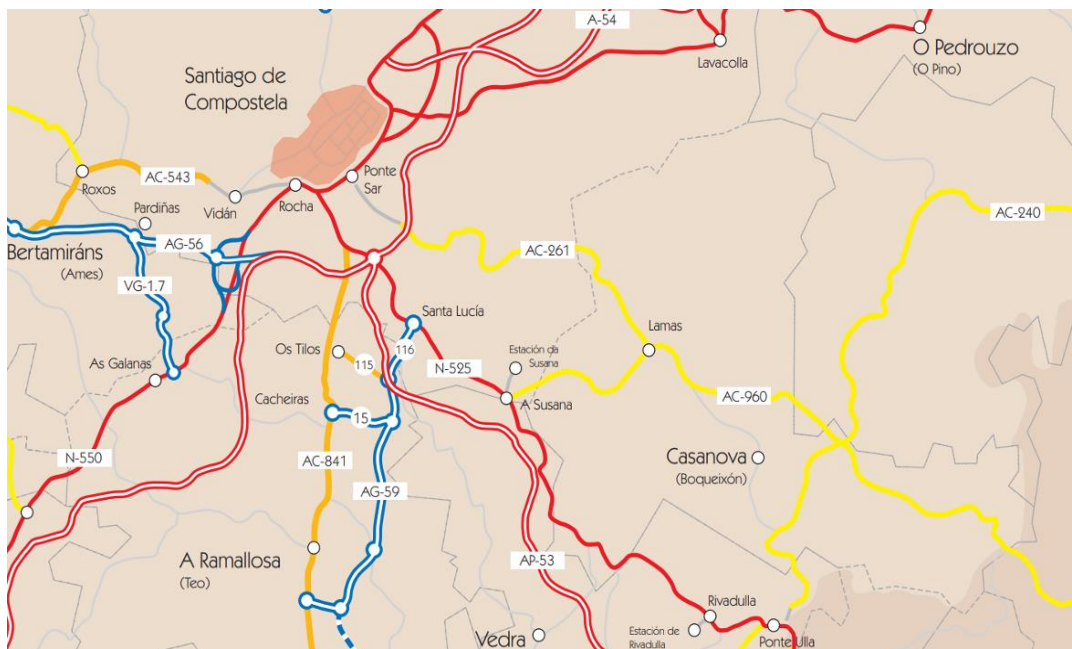 A-54
Lavacolla
O Pedrouzo
(O Pino)
Santiago de
Compostela
Roxos
AC-543
Vidán
Rocha
Ponte
Sar
Pardiñas
Bertamiráns
(Ames)
AG-56
VG-1.7
AC-240
AC-261
Santa Lucía
Lamas
Os Tilos
115
116
N-525
Estación da
Susana
As Galanas
Cacheiras
15
A Susana
AC-960
N-550
AC-841
AG-59
Casanova
(Boqueixón)
A Ramallosa
(Teo)
AP-53
Rivadulla
Vedra
Estación de
Rivadulla
Ponte Ulla